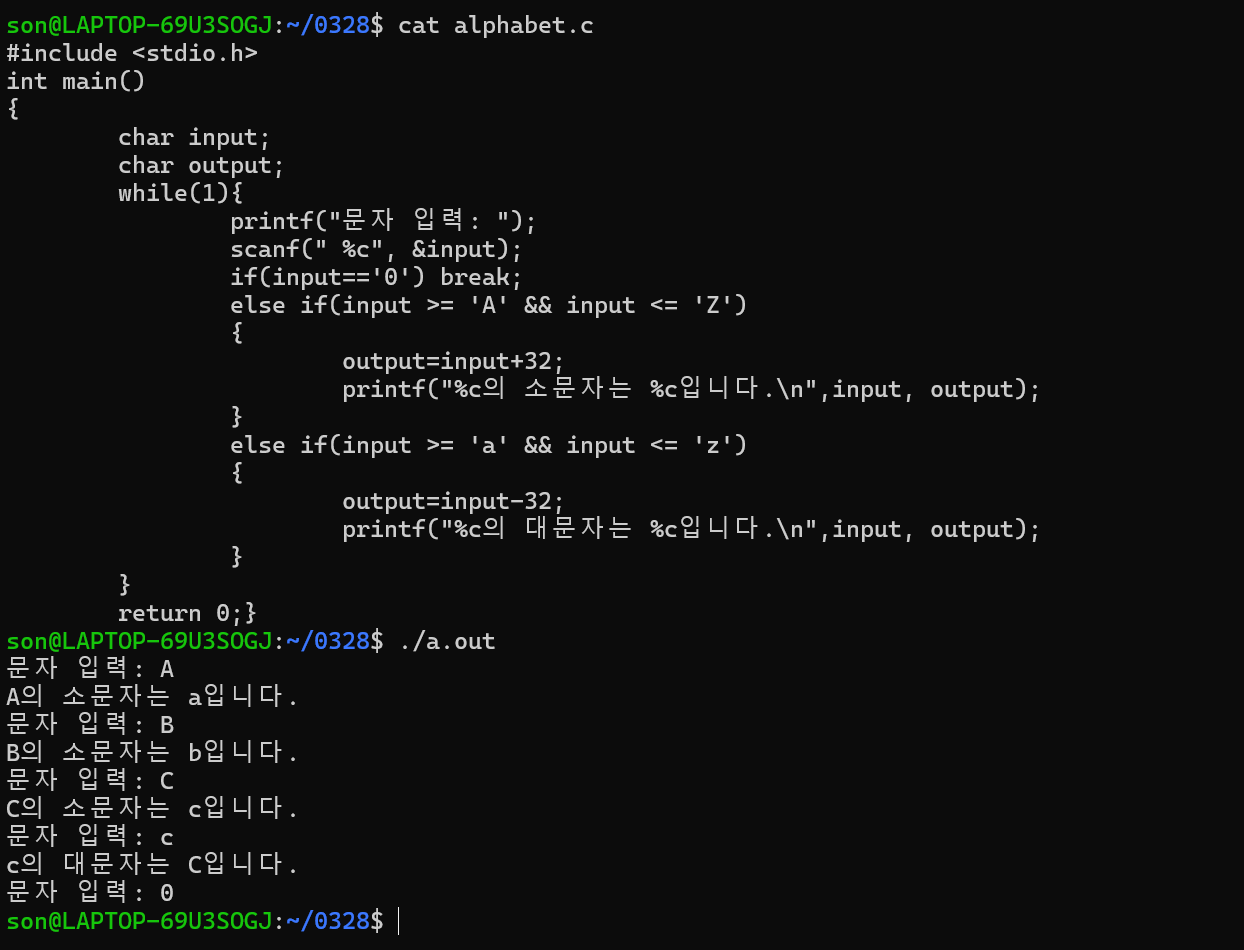 son@LAPTOP-69U3SOGJ:~/0328$ cat alphabet.c
#include <stdio.h>
int main()
{
        char input;
        char output;
        while(1){
                printf("문자 입력: ");
                scanf(" %c", &input);
                if(input=='0') break;
                else if(input >= 'A' && input <= 'Z')
                {
                        output=input+32;
                        printf("%c의 소문자는 %c입니다.\n",input, output);
                }
                else if(input >= 'a' && input <= 'z')
                {
                        output=input-32;
                        printf("%c의 대문자는 %c입니다.\n",input, output);
                }
        }
        return 0;}
son@LAPTOP-69U3SOGJ:~/0328$ ./a.out
문자 입력: A
A의 소문자는 a입니다.
문자 입력: B
B의 소문자는 b입니다.
문자 입력: C
C의 소문자는 c입니다.
문자 입력: c
c의 대문자는 C입니다.
문자 입력: 0
son@LAPTOP-69U3SOGJ:~/0328$